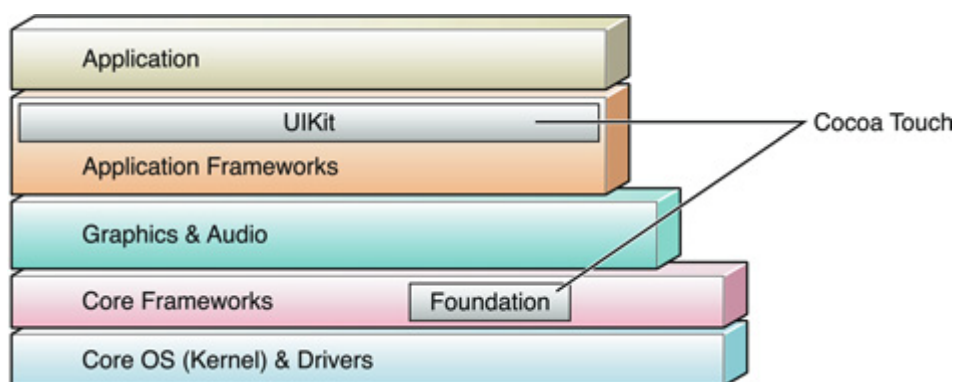 Application
UIKit
Cocoa Touch
Application Frameworks
Graphics & Audio
Core Frameworks
Foundation
Core OS (Kernel) & Drivers